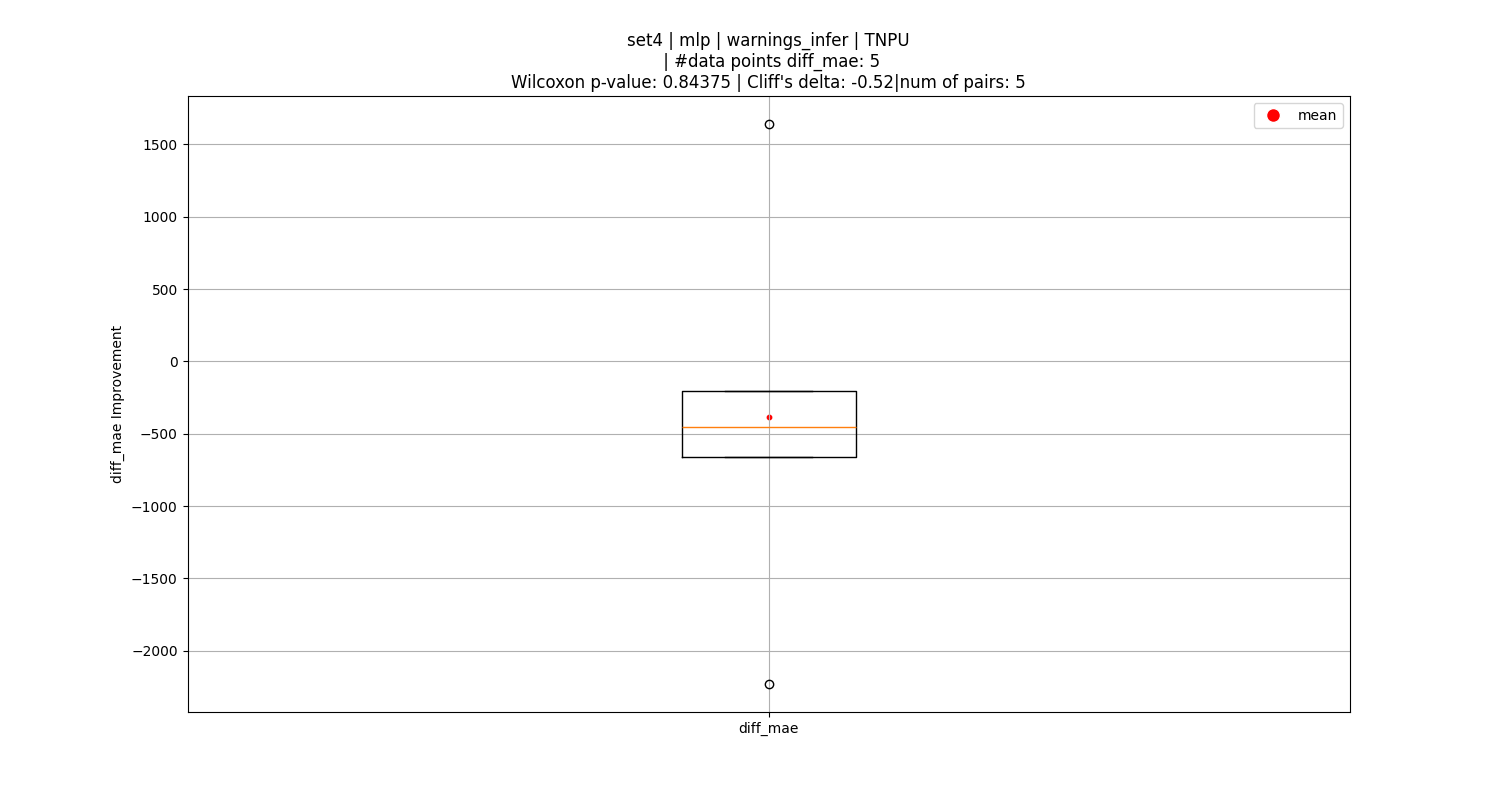 set4 | mlp | warnings_infer | TNPU
| #data points diff_mae: 5
Wilcoxon p-value: 0.84375 | Cliff's delta: -0.52|num of pairs: 5
mean
1500
1000
500
0
−500
−1000
−1500
−2000
diff_mae Improvement
diff_mae